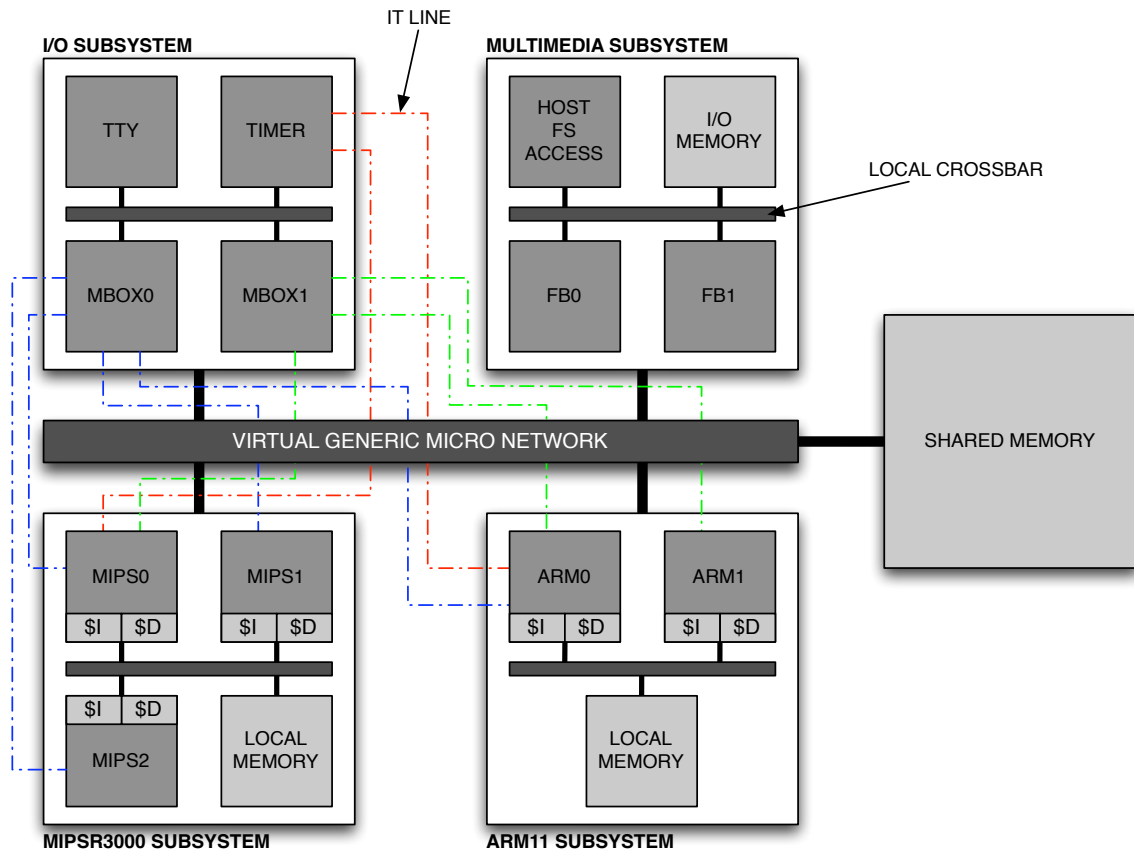 IT LINE
I/O SUBSYSTEM
MULTIMEDIA SUBSYSTEM
TTY
TIMER
HOST
FS
ACCESS
I/O
MEMORY
LOCAL CROSSBAR
MBOX0
MBOX1
FB0
FB1
VIRTUAL GENERIC MICRO NETWORK
SHARED MEMORY
MIPS0
MIPS1
ARM0
ARM1
$I
$D
$I
$D
$I
$D
$I
$D
$I
$D
MIPS2
LOCAL
MEMORY
LOCAL
MEMORY
MIPSR3000 SUBSYSTEM
ARM11 SUBSYSTEM